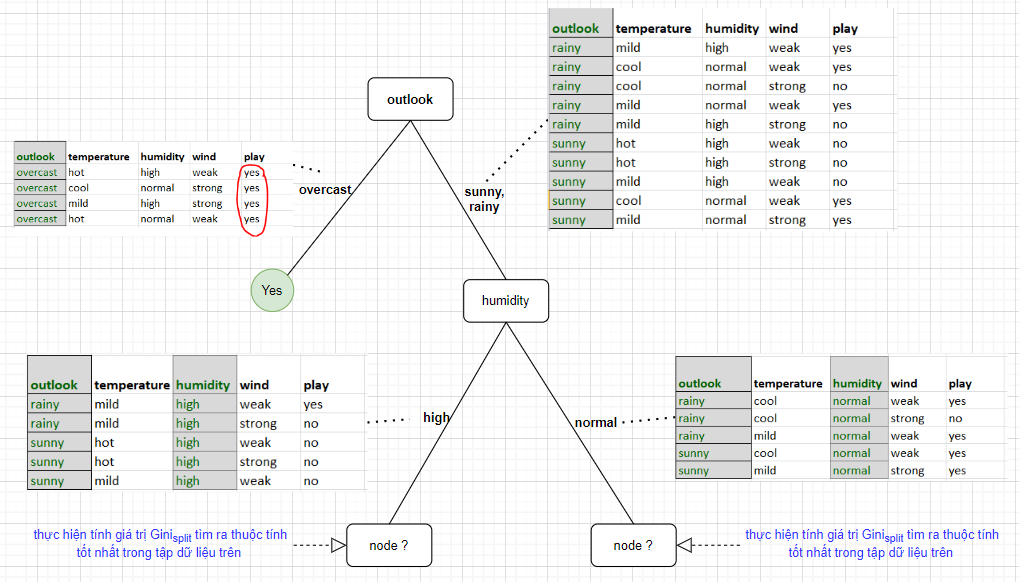 outlook temperature humidity wind play
rainy mild high weak yes
rainy cool normal weak yes
rainy cool normal strong no
rainy mild normal weak yes
rainy mild high strong no
sunny hot high weak no
sunny hot high strong no
sunny mild high weak no
sunny cool normal weak yes
sunny mild normal strong yes
outlook
outlook temperature humidity wind play
overcast hot high weak yes
overcast cool normal strong yes
overcast mild high strong yes
overcast hot normal weak yes
overcast
sunny,
rainy
Yes
humidity
outlook temperature humidity wind play
rainy mild high weak yes
rainy mild high strong no
sunny hot high weak no
sunny hot high strong no
sunny mild high weak no
high
normal
outlook temperature humidity wind play
rainy cool normal weak yes
rainy cool normal strong no
rainy mild normal weak yes
sunny cool normal weak yes
sunny mild normal strong yes
thực hiện tính giá trị Ginisplit tìm ra thuộc tính
tốt nhất trong tập dữ liệu trên
node ?
node ?
thực hiện tính giá trị Ginisplit tìm ra thuộc tính
tốt nhất trong tập dữ liệu trên